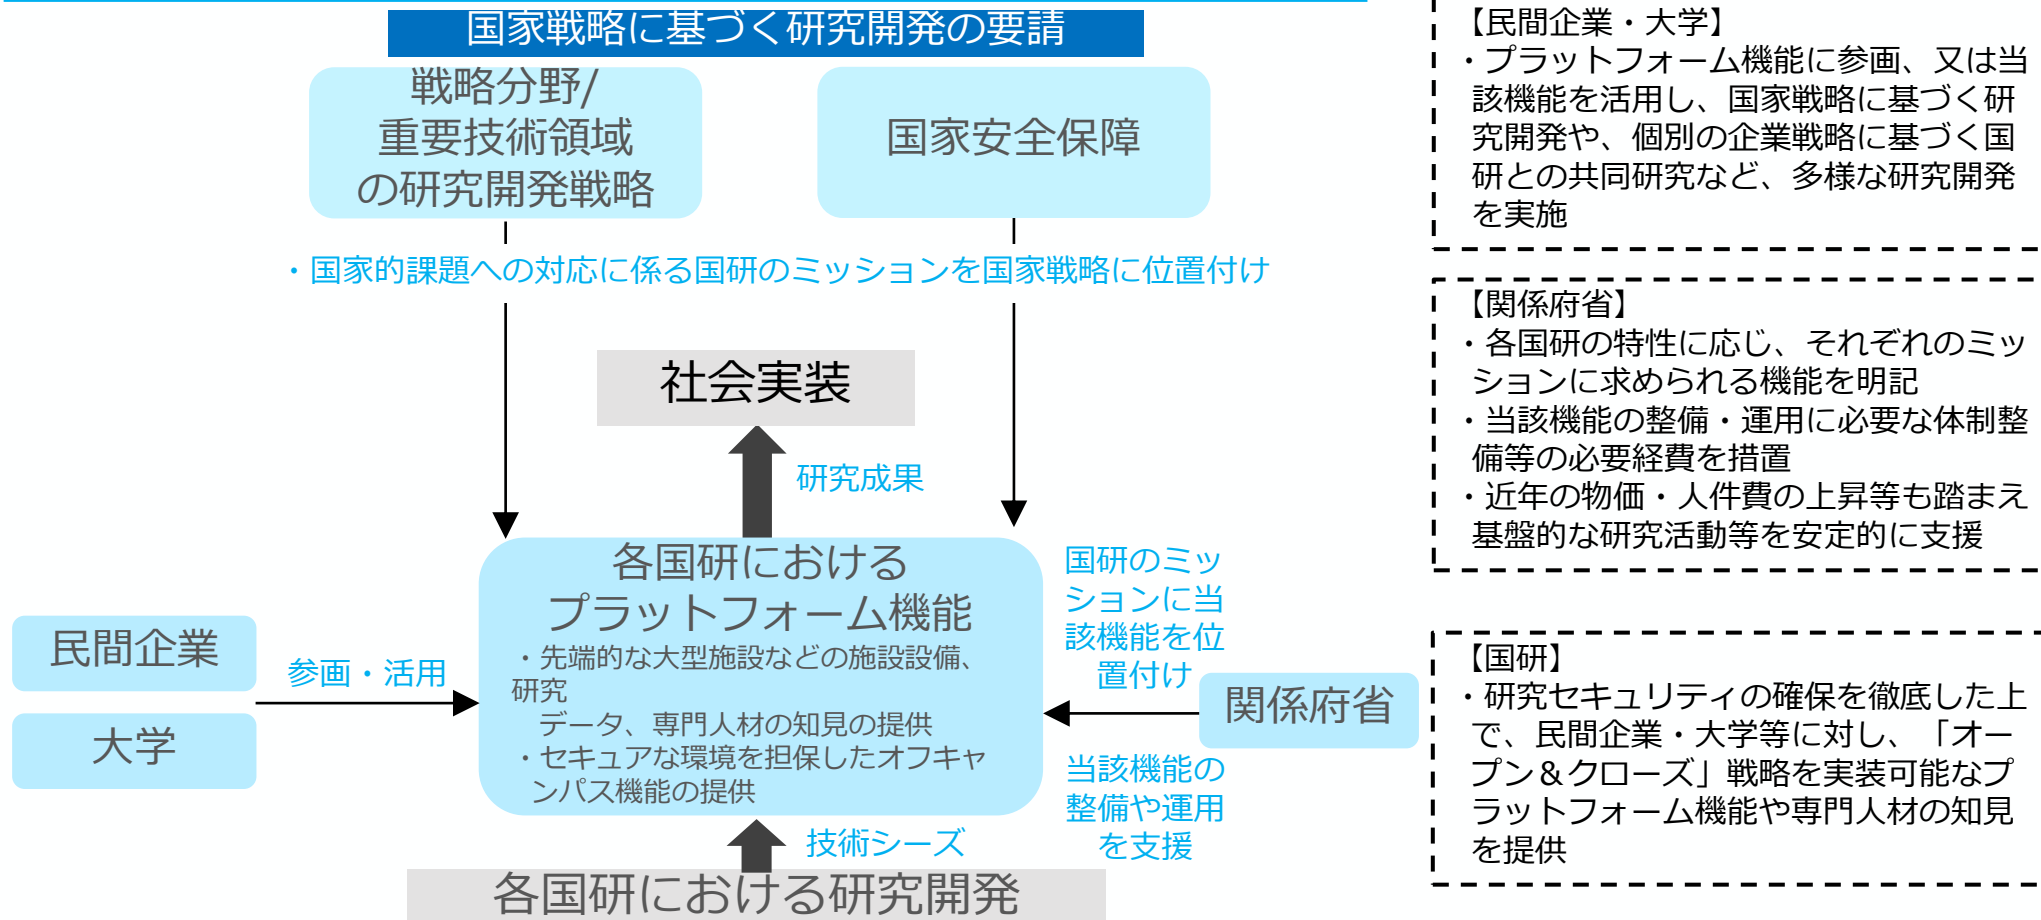 国家戦略に基づく研究開発の要請
戦略分野/
重要技術領域
の研究開発戦略
国家安全保障
・国家的課題への対応に係る国研のミッションを国家戦略に位置付け
社会実装
研究成果
各国研における
プラットフォーム機能
・先端的な大型施設などの施設設備、
研究
データ、専門人材の知見の提供
・セキュアな環境を担保したオフキャ
ンパス機能の提供
民間企業
大学
参画・活用
国研のミッ
ションに当
該機能を位
置付け
関係府省
当該機能の
整備や運用
を支援
技術シーズ
各国研における研究開発
【民間企業・大学】
・プラットフォーム機能に参画、又は当
該機能を活用し、国家戦略に基づく研
究開発や、個別の企業戦略に基づく国
研との共同研究など、多様な研究開発
を実施
【関係府省】
・各国研の特性に応じ、それぞれのミッ
ションに求められる機能を明記
・当該機能の整備・運用に必要な体制整
備等の必要経費を措置
・近年の物価・人件費の上昇等も踏まえ
基盤的な研究活動等を安定的に支援
【国研】
・研究セキュリティの確保を徹底した上
で、民間企業・大学等に対し、「オー
プン＆クローズ」戦略を実装可能なプ
ラットフォーム機能や専門人材の知見
を提供